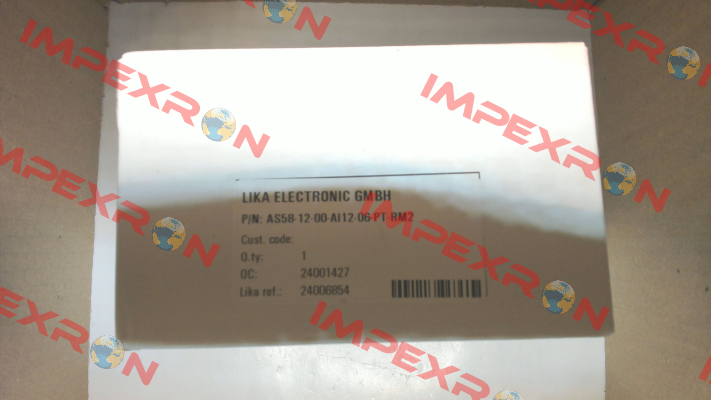 IMPEXRON
IMPEXRON
IMPEXRON
IMPEXRON
LIKA ELECTRONIC GMBH
P/N: AS58-12-00-AI12-06-PT-RM2
Cust. code:
Q.ty: 1
OC: 24001427
Lika ref.: 24006854
IMPEXRON
IMPEXRON
IMPEXRON